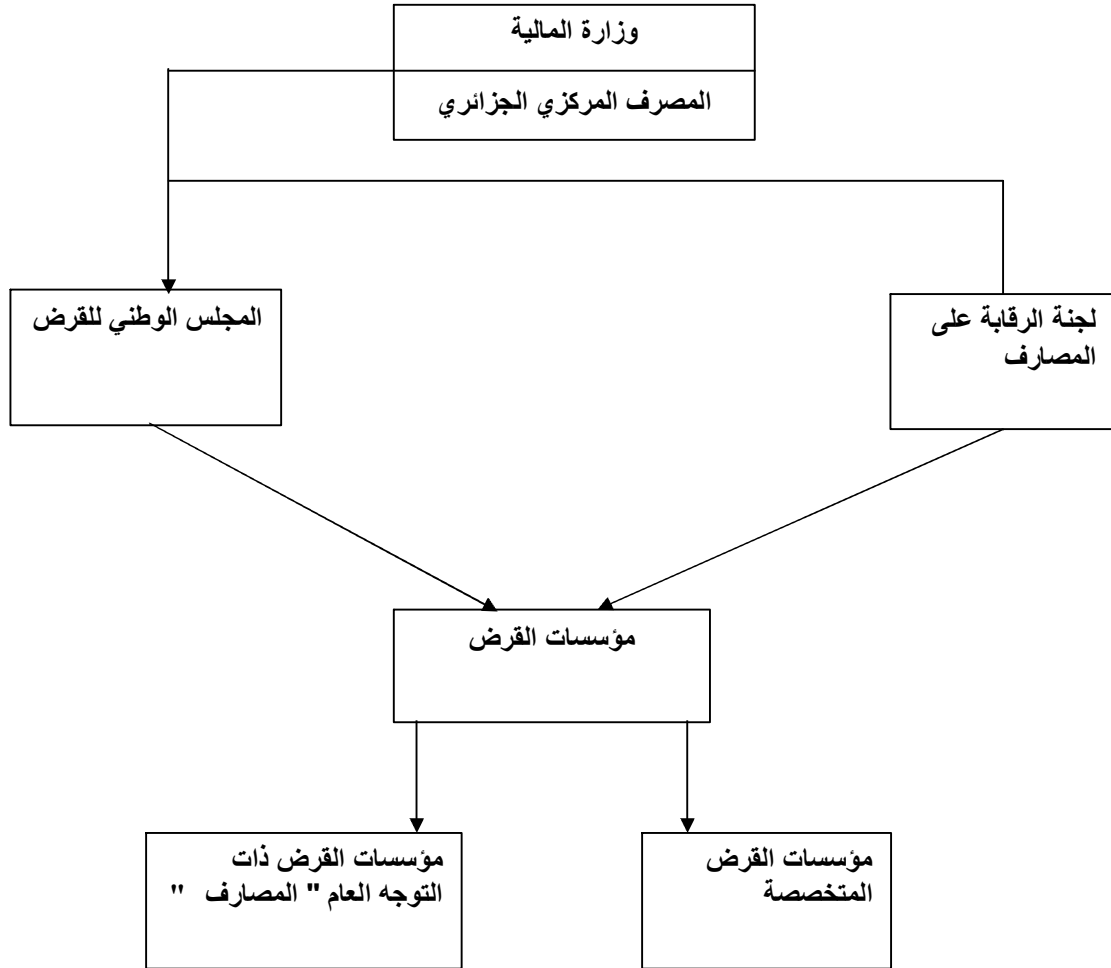 وزارة المالية
المصرف المركزي الجزائري
لجنة الرقابة على
المصارف
المجلس الوطني للقرض
مؤسسات القرض
مؤسسات القرض
المتخصصة
مؤسسات القرض ذات
التوجه العام " المصارف "